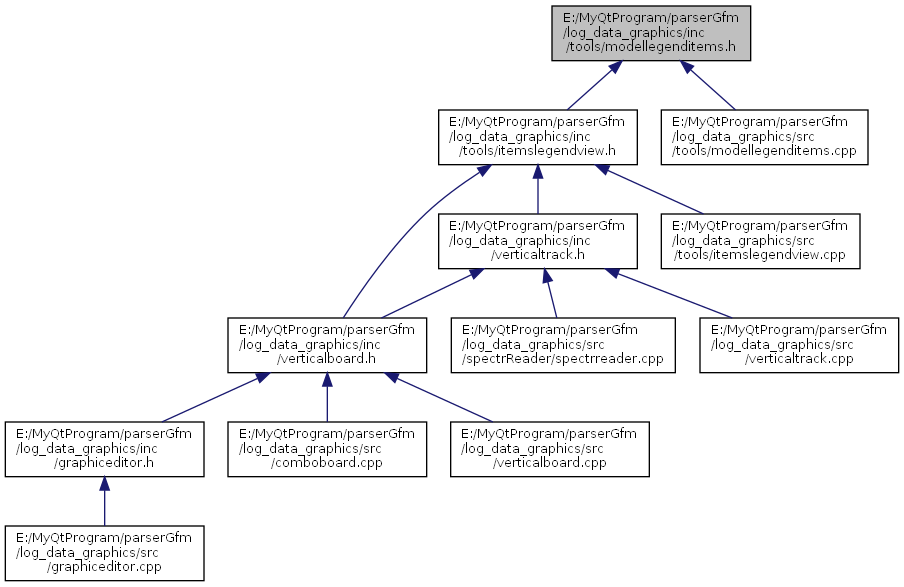 E:/MyQtProgram/parserGfm
/log_data_graphics/inc
/tools/modellegenditems.h
E:/MyQtProgram/parserGfm
/log_data_graphics/inc
/tools/itemslegendview.h
E:/MyQtProgram/parserGfm
/log_data_graphics/src
/tools/modellegenditems.cpp
E:/MyQtProgram/parserGfm
/log_data_graphics/inc
/verticaltrack.h
E:/MyQtProgram/parserGfm
/log_data_graphics/src
/tools/itemslegendview.cpp
E:/MyQtProgram/parserGfm
/log_data_graphics/inc
/verticalboard.h
E:/MyQtProgram/parserGfm
/log_data_graphics/src
/spectrReader/spectrreader.cpp
E:/MyQtProgram/parserGfm
/log_data_graphics/src
/verticaltrack.cpp
E:/MyQtProgram/parserGfm
/log_data_graphics/inc
/graphiceditor.h
E:/MyQtProgram/parserGfm
/log_data_graphics/src
/comboboard.cpp
E:/MyQtProgram/parserGfm
/log_data_graphics/src
/verticalboard.cpp
E:/MyQtProgram/parserGfm
/log_data_graphics/src
/graphiceditor.cpp